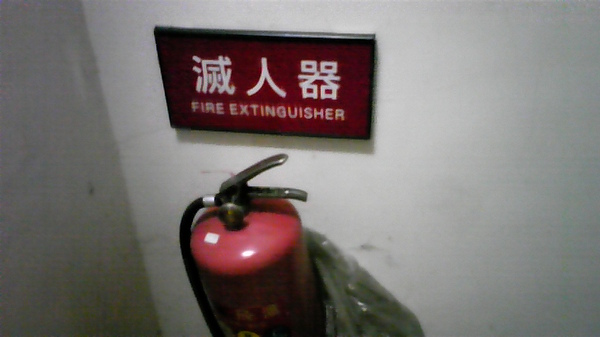 滅人器
FIRE EXTINGUISHER